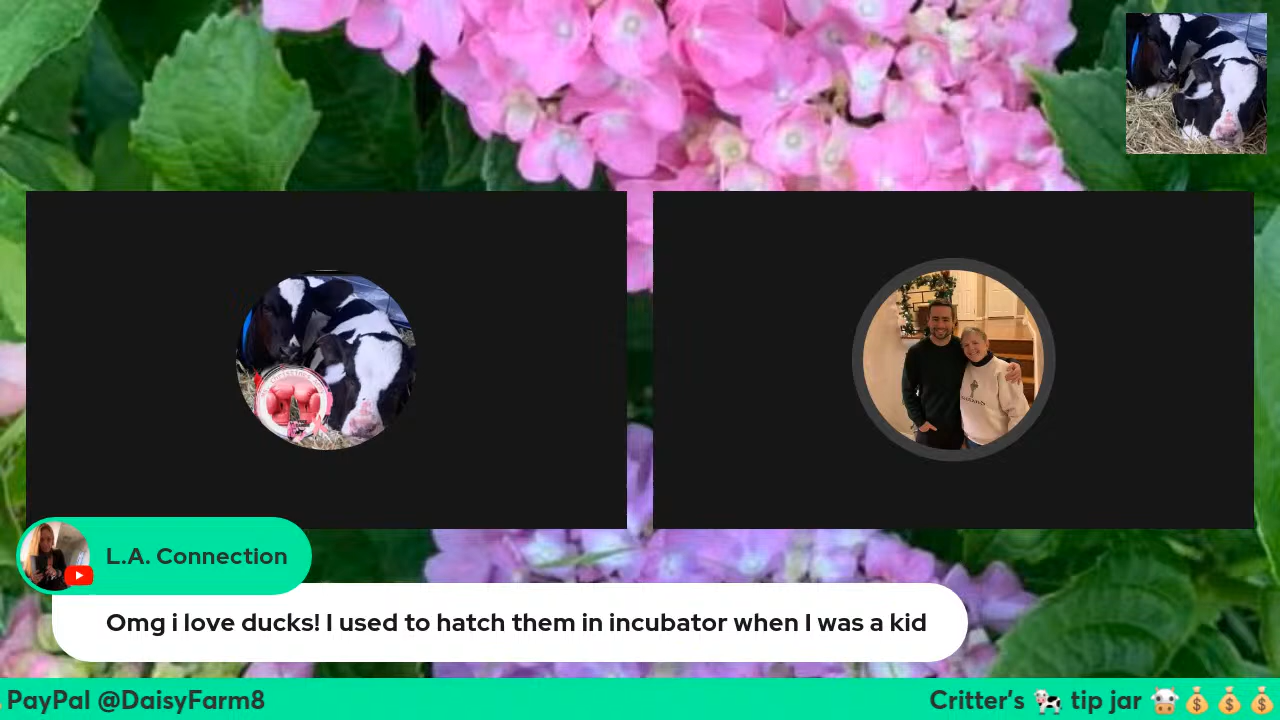 L.A. Connection
Omg i love ducks! I used to hatch them in incubator when I was a kid
PayPal @DaisyFarm8
Critter's 🐄 tip jar 🐮💰💰💰